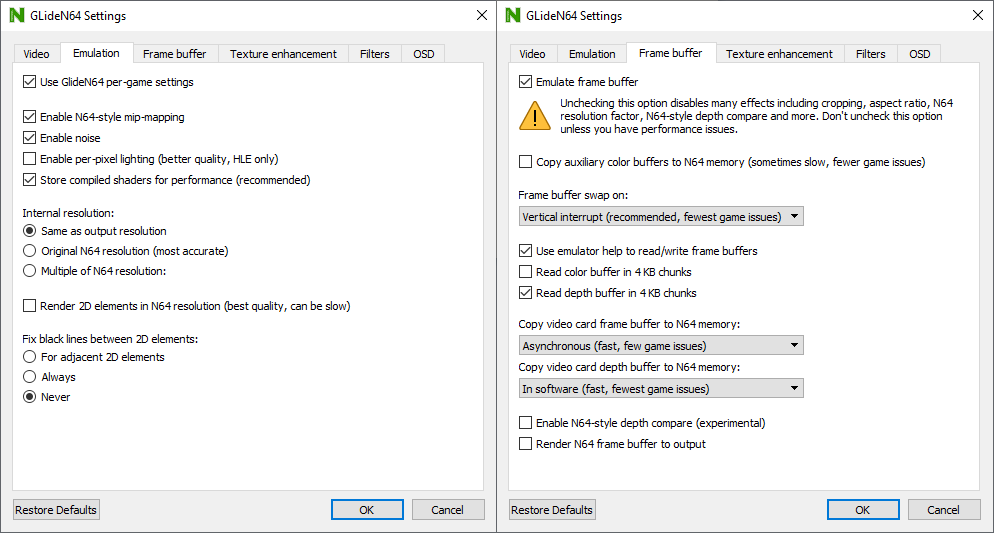 GLideN64 Settings
Video
Emulation
Frame buffer
Texture enhancement
Filters
OSD
Use GlideN64 per-game settings
Enable N64-style mip-mapping
Enable noise
Enable per-pixel lighting (better quality, HLE only)
Store compiled shaders for performance (recommended)
Internal resolution:
Same as output resolution
Original N64 resolution (most accurate)
Multiple of N64 resolution:
Render 2D elements in N64 resolution (best quality, can be slow)
Fix black lines between 2D elements:
For adjacent 2D elements
Always
Never
Restore Defaults
OK
Cancel
GLideN64 Settings
Video
Emulation
Frame buffer
Texture enhancement
Filters
OSD
Emulate frame buffer
Unchecking this option disables many effects including cropping, aspect ratio, N64
resolution factor, N64-style depth compare and more. Don't uncheck this option
unless you have performance issues.
Copy auxiliary color buffers to N64 memory (sometimes slow, fewer game issues)
Frame buffer swap on:
Vertical interrupt (recommended, fewest game issues)
Use emulator help to read/write frame buffers
Read color buffer in 4 KB chunks
Read depth buffer in 4 KB chunks
Copy video card frame buffer to N64 memory:
Asynchronous (fast, few game issues)
Copy video card depth buffer to N64 memory:
In software (fast, fewest game issues)
Enable N64-style depth compare (experimental)
Render N64 frame buffer to output
Restore Defaults
OK
Cancel